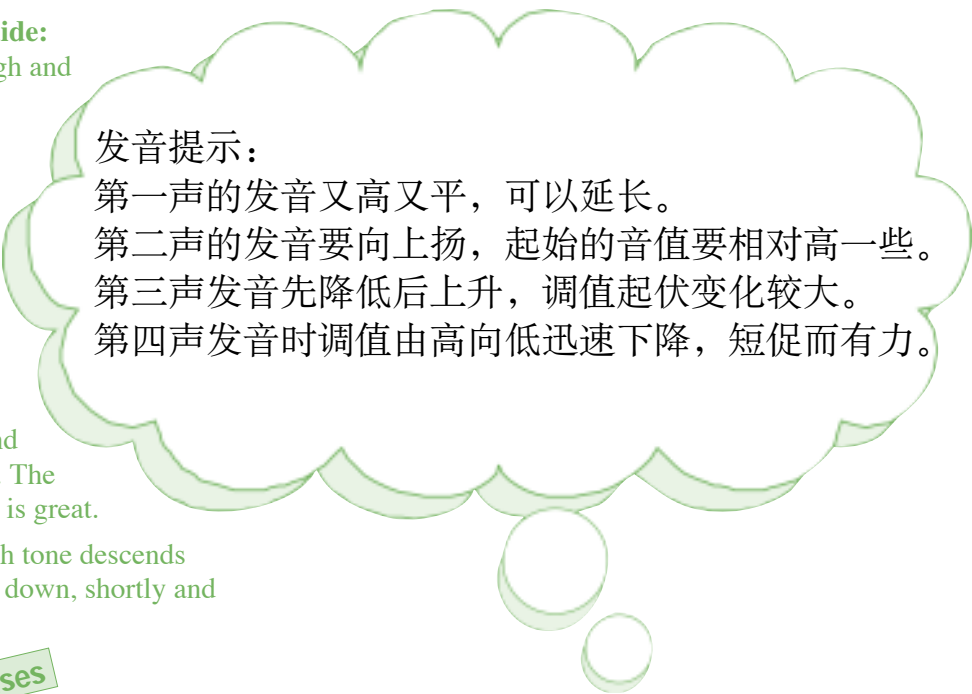 ide:
gh and
发音提示：
第一声的发音又高又平，可以延长。
第二声的发音要向上扬，起始的音值要相对高一些。
第三声发音先降低后上升，调值起伏变化较大。
第四声发音时调值由高向低迅速下降，短促而有力。
nd
The
is great.
h tone descends
down, shortly and
ses